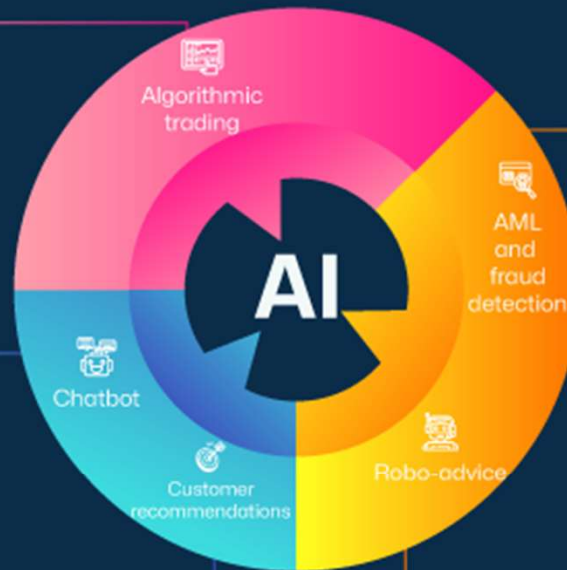 Algorithmic
trading
AML
and
fraud
detection
AI
Chatbot
Robo-advice
Customer
recommendations